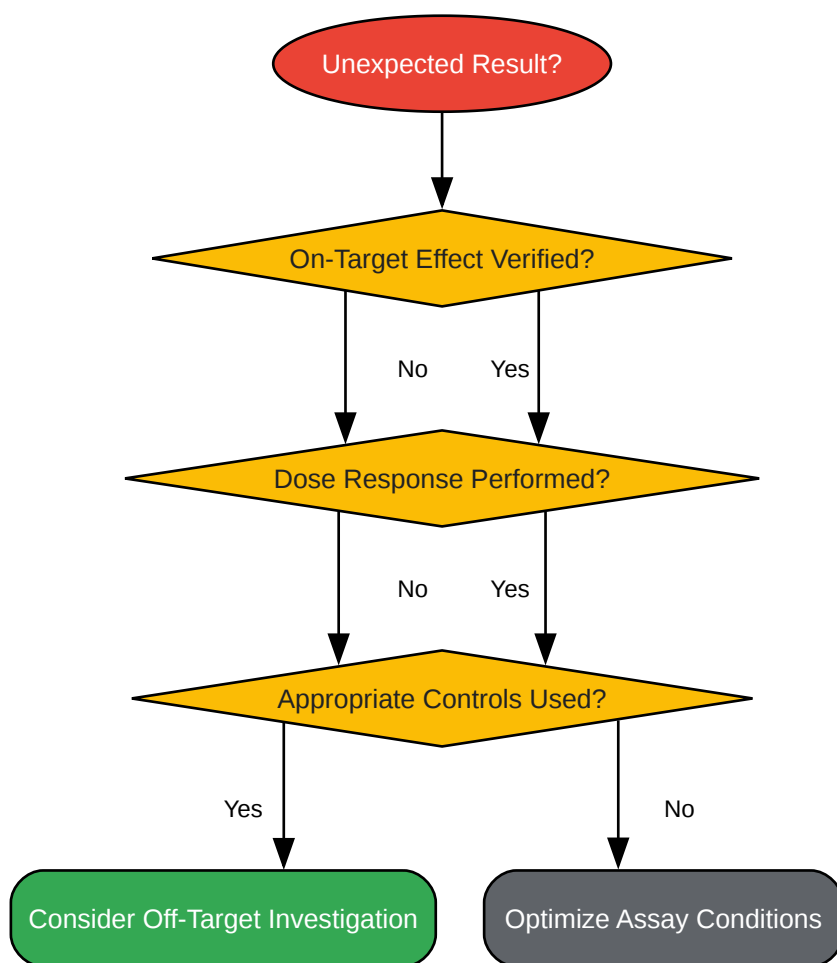 Unexpected Result?
On-Target Effect Verified?
No
Yes
Dose Response Performed?
No
Yes
Appropriate Controls Used?
Yes
No
Consider Off-Target Investigation
Optimize Assay Conditions